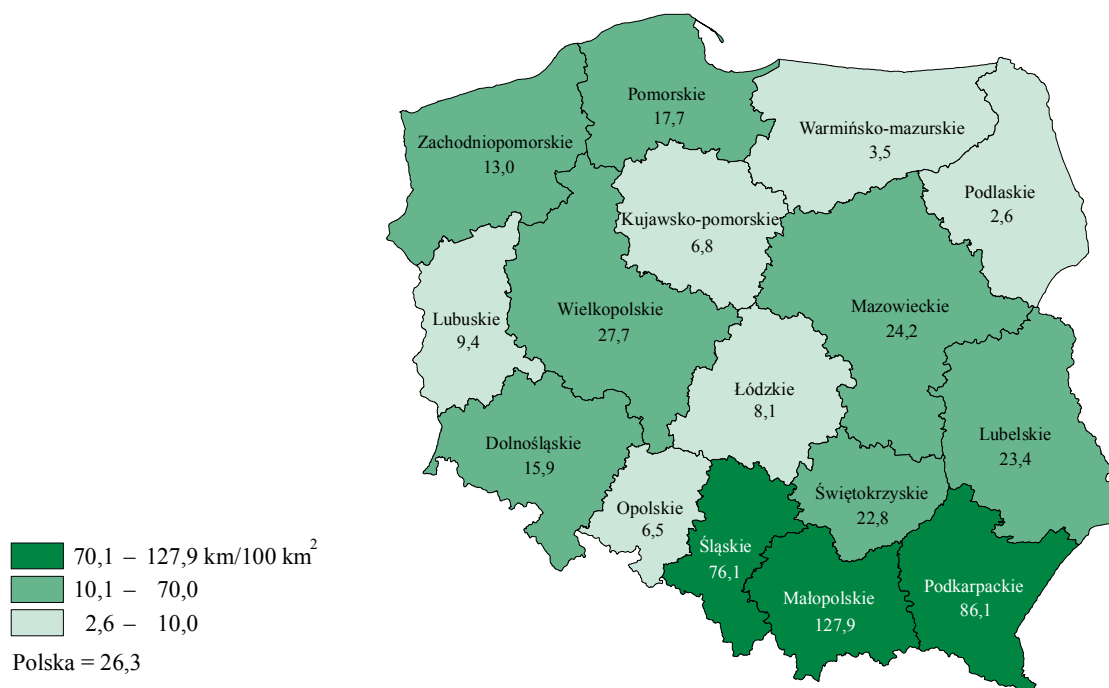 Pomorskie
17,7
Warmińsko-mazurskie
3,5
Zachodniopomorskie
13,0
Podlaskie
2,6
Kujawsko-pomorskie
6,8
Wielkopolskie
27,7
Mazowieckie
24,2
Lubuskie
9,4
Łódzkie
8,1
Lubelskie
23,4
Dolnośląskie
15,9
Świętokrzyskie
22,8
Opolskie
6,5
Śląskie
76,1
Podkarpackie
86,1
Małopolskie
127,9
70,1 – 127,9 km/100 km²
10,1 – 70,0
2,6 – 10,0
Polska = 26,3